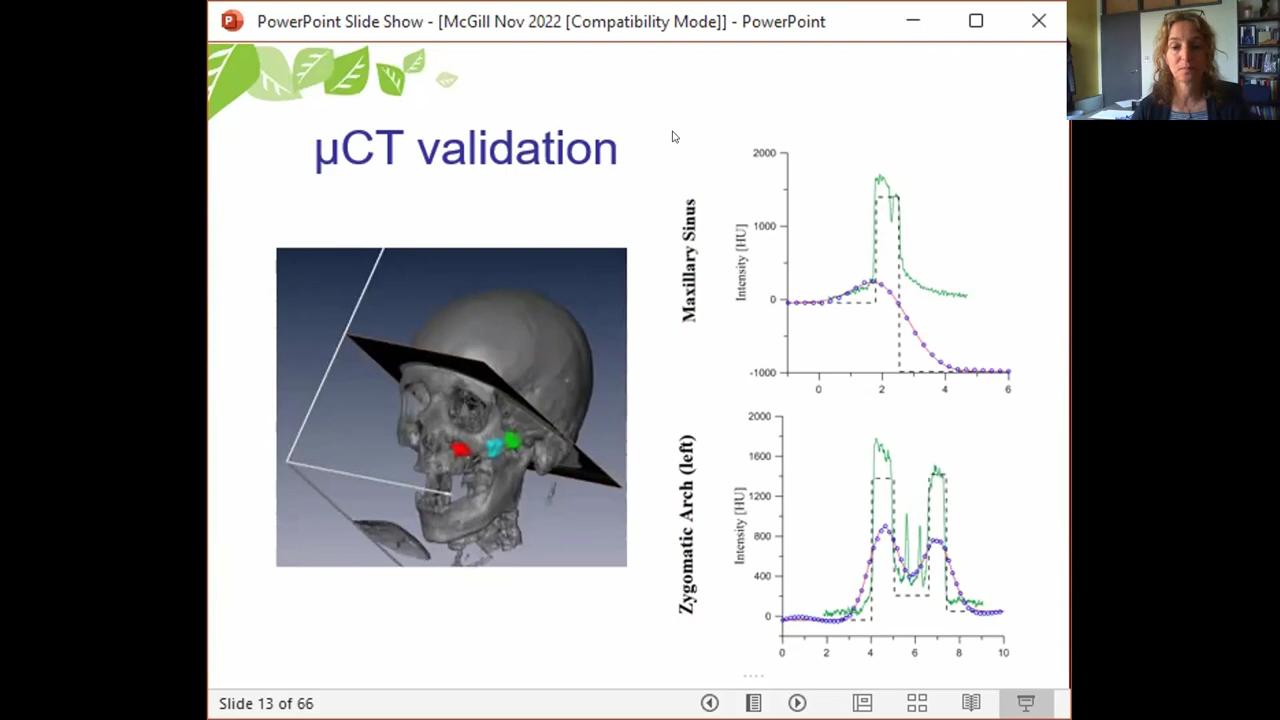 PowerPoint Slide Show - [McGill Nov 2022 [Compatibility Mode]] - PowerPoint
µCT validation
Maxillary Sinus
Intensity [HU]
2000
1000
0
-1000
0 2 4 6
Zygomatic Arch (left)
Intensity [HU]
2000
1600
1200
800
400
0
0 2 4 6 8 10
Slide 13 of 66